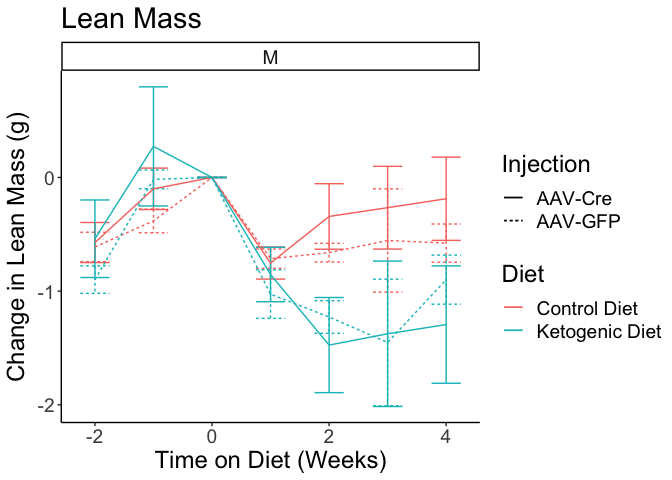 Lean Mass
M
Change in Lean Mass (g)
0
-1
-2
-2
0
2
4
Time on Diet (Weeks)
Injection
AAV-Cre
AAV-GFP
Diet
Control Diet
Ketogenic Diet